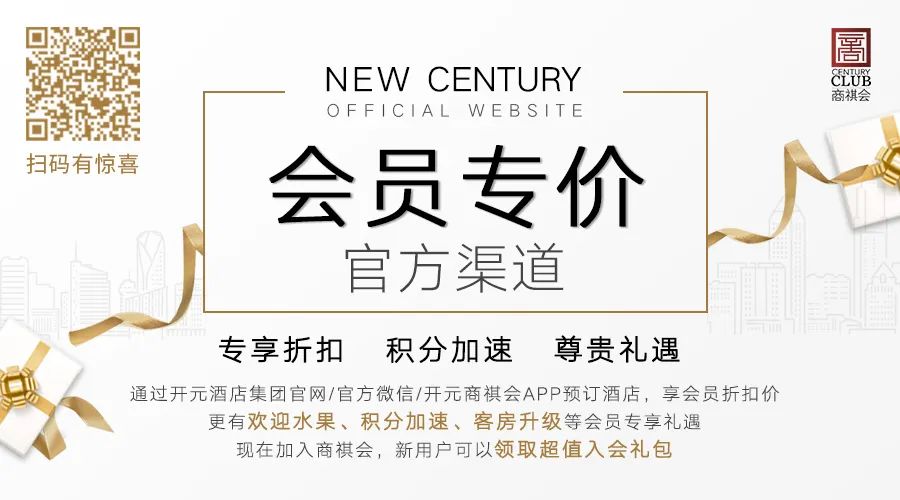 扫码有惊喜
CENTURY
CLUB
商祺会
NEW CENTURY
OFFICIAL WEBSITE
会员专价
官方渠道
专享折扣 积分加速 尊贵礼遇
通过开元酒店集团官网/官方微信/开元商祺会APP预订酒店，享会员折扣价
更有欢迎水果、积分加速、客房升级等会员专享礼遇
现在加入商祺会，新用户可以领取超值入会礼包